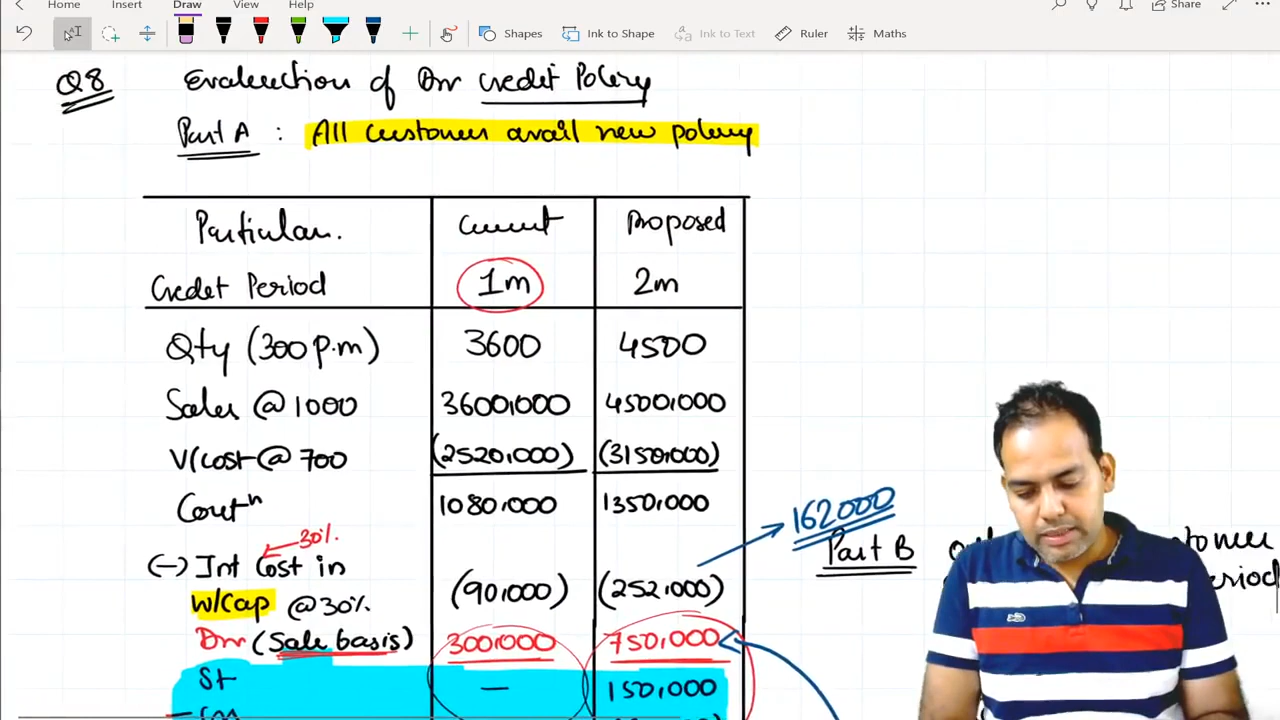 Home Insert Draw View Help Share
Shapes Ink to Shape Ink to Text Ruler Maths
Q8 Evaluection of Dr credit Policy
Part A : All customer avail new policy
Particular. Current Proposed
Credit Period 1m 2m
Qty (300 p.m) 3600 4500
Sales @ 1000 3600,000 4500,000
V/cost @ 700 (2520,000) (3150,000)
Contⁿ 1080,000 1350,000
30%.
162000
(-) Int Cost in
W/Cap @30%. (90,000) (252,000)
Part B
Dr (Sale basis) 300,000 750,000
St — 150,000